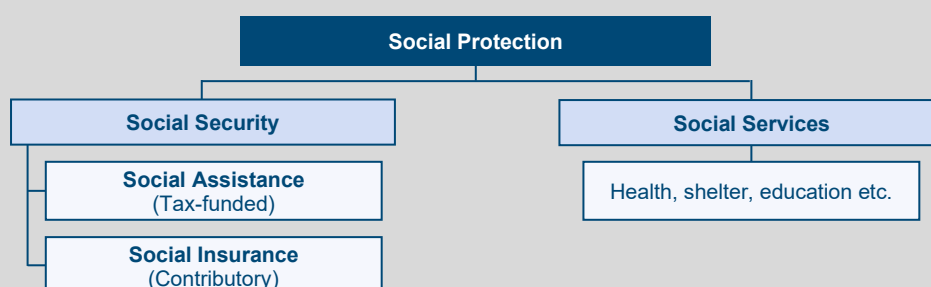 Social Protection
Social Security
Social Services
Social Assistance
(Tax-funded)
Health, shelter, education etc.
Social Insurance
(Contributory)